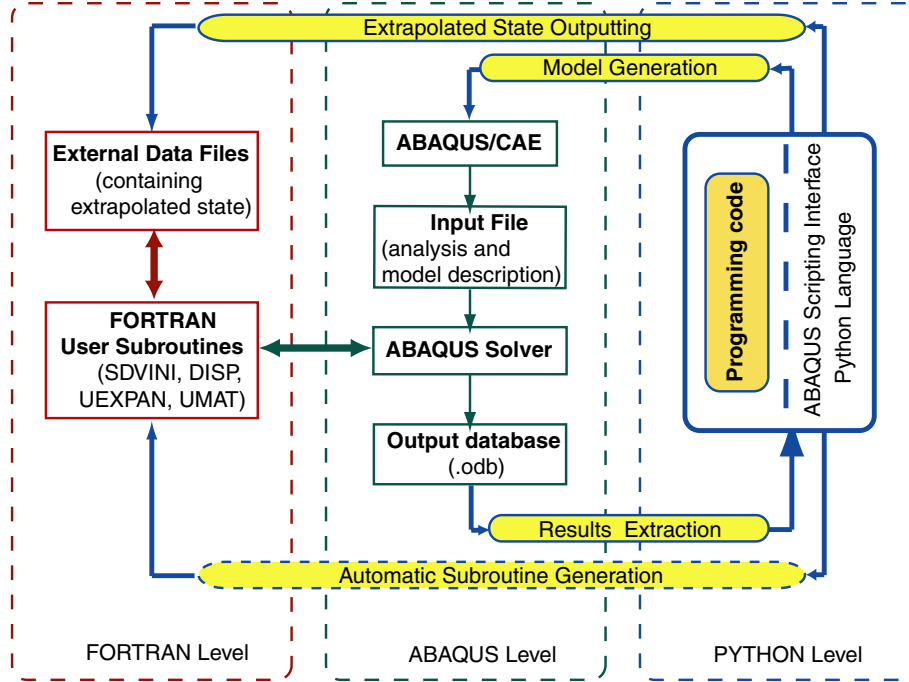 Extrapolated State Outputting
Model Generation
External Data Files
(containing
extrapolated state)
FORTRAN
User Subroutines
(SDVINI, DISP,
UEXPAN, UMAT)
ABAQUS/CAE
Input File
(analysis and
model description)
ABAQUS Solver
Output database
(.odb)
Programming code
ABAQUS Scripting Interface
Python Language
Results Extraction
Automatic Subroutine Generation
FORTRAN Level
ABAQUS Level
PYTHON Level